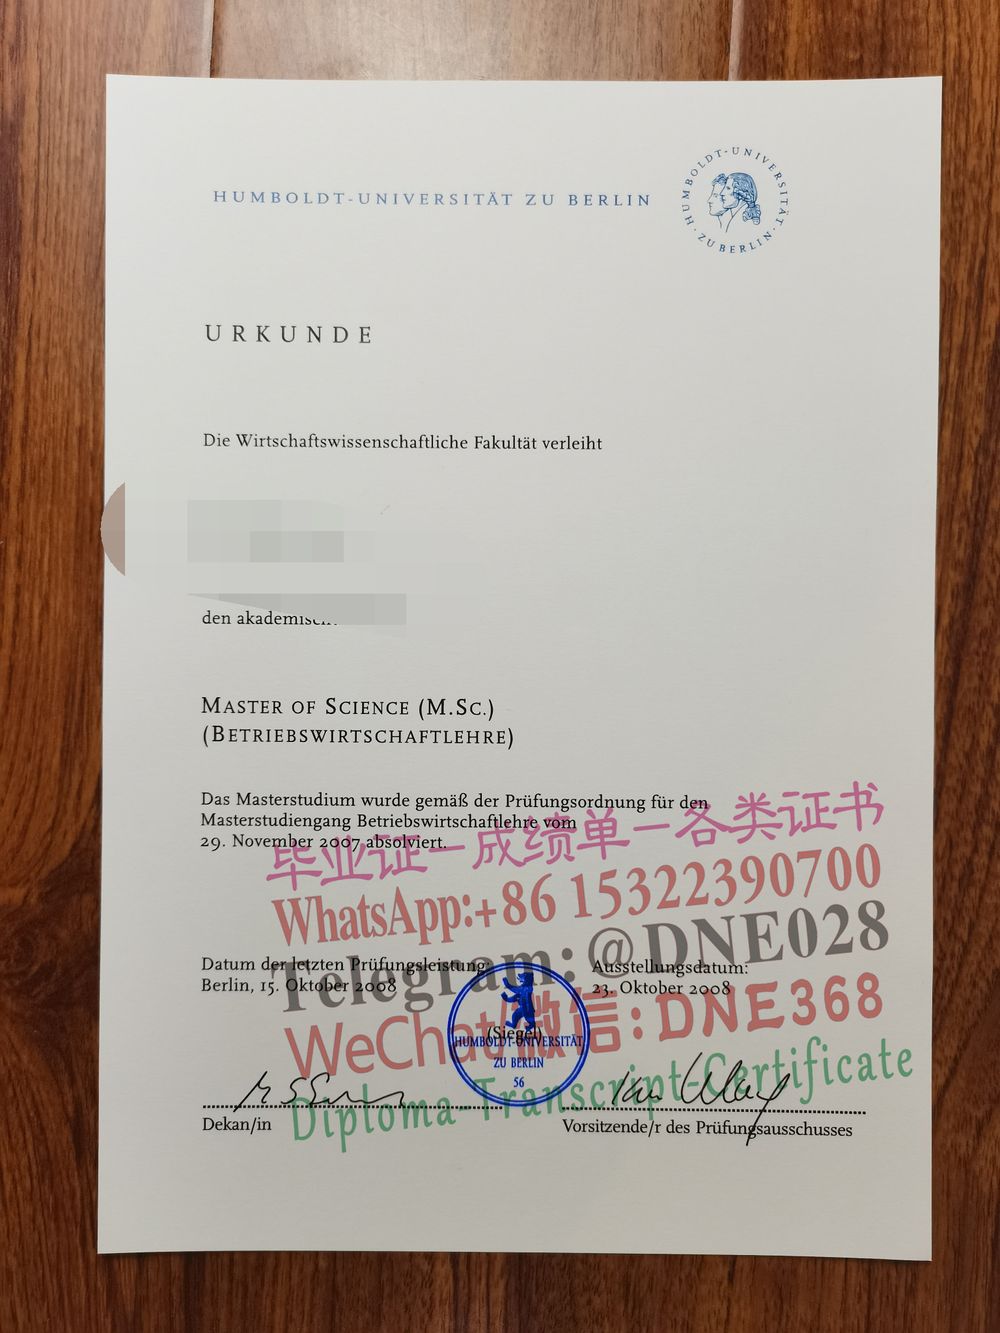 HUMBOLDT-UNIVERSITÄT ZU BERLIN
HUMBOLDT-UNIVERSITÄT · ZU BERLIN ·
URKUNDE
Die Wirtschaftswissenschaftliche Fakultät verleiht
den
MASTER OF SCIENCE (M.SC.)
(BETRIEBSWIRTSCHAFTLEHRE)
Das Masterstudium wurde gemäß der Prüfungsordnung für den
Masterstudiengang Betriebswirtschaftlehre vom
29. November 2007 absolviert.
毕业证－成绩单－各类证书
WhatsApp:+86 15322390700
Telegram:@DNE028
Datum der letzten Prüfungsleistung:
Berlin, 15. Oktober 2008
Ausstellungsdatum:
23. Oktober 2008
WeChat/微信:DNE368
(Siegel)
HUMBOLDT-UNIVERSITÄT
ZU BERLIN
56
Diploma-Transcript-Certificate
Dekan/in
Vorsitzende/r des Prüfungsausschusses